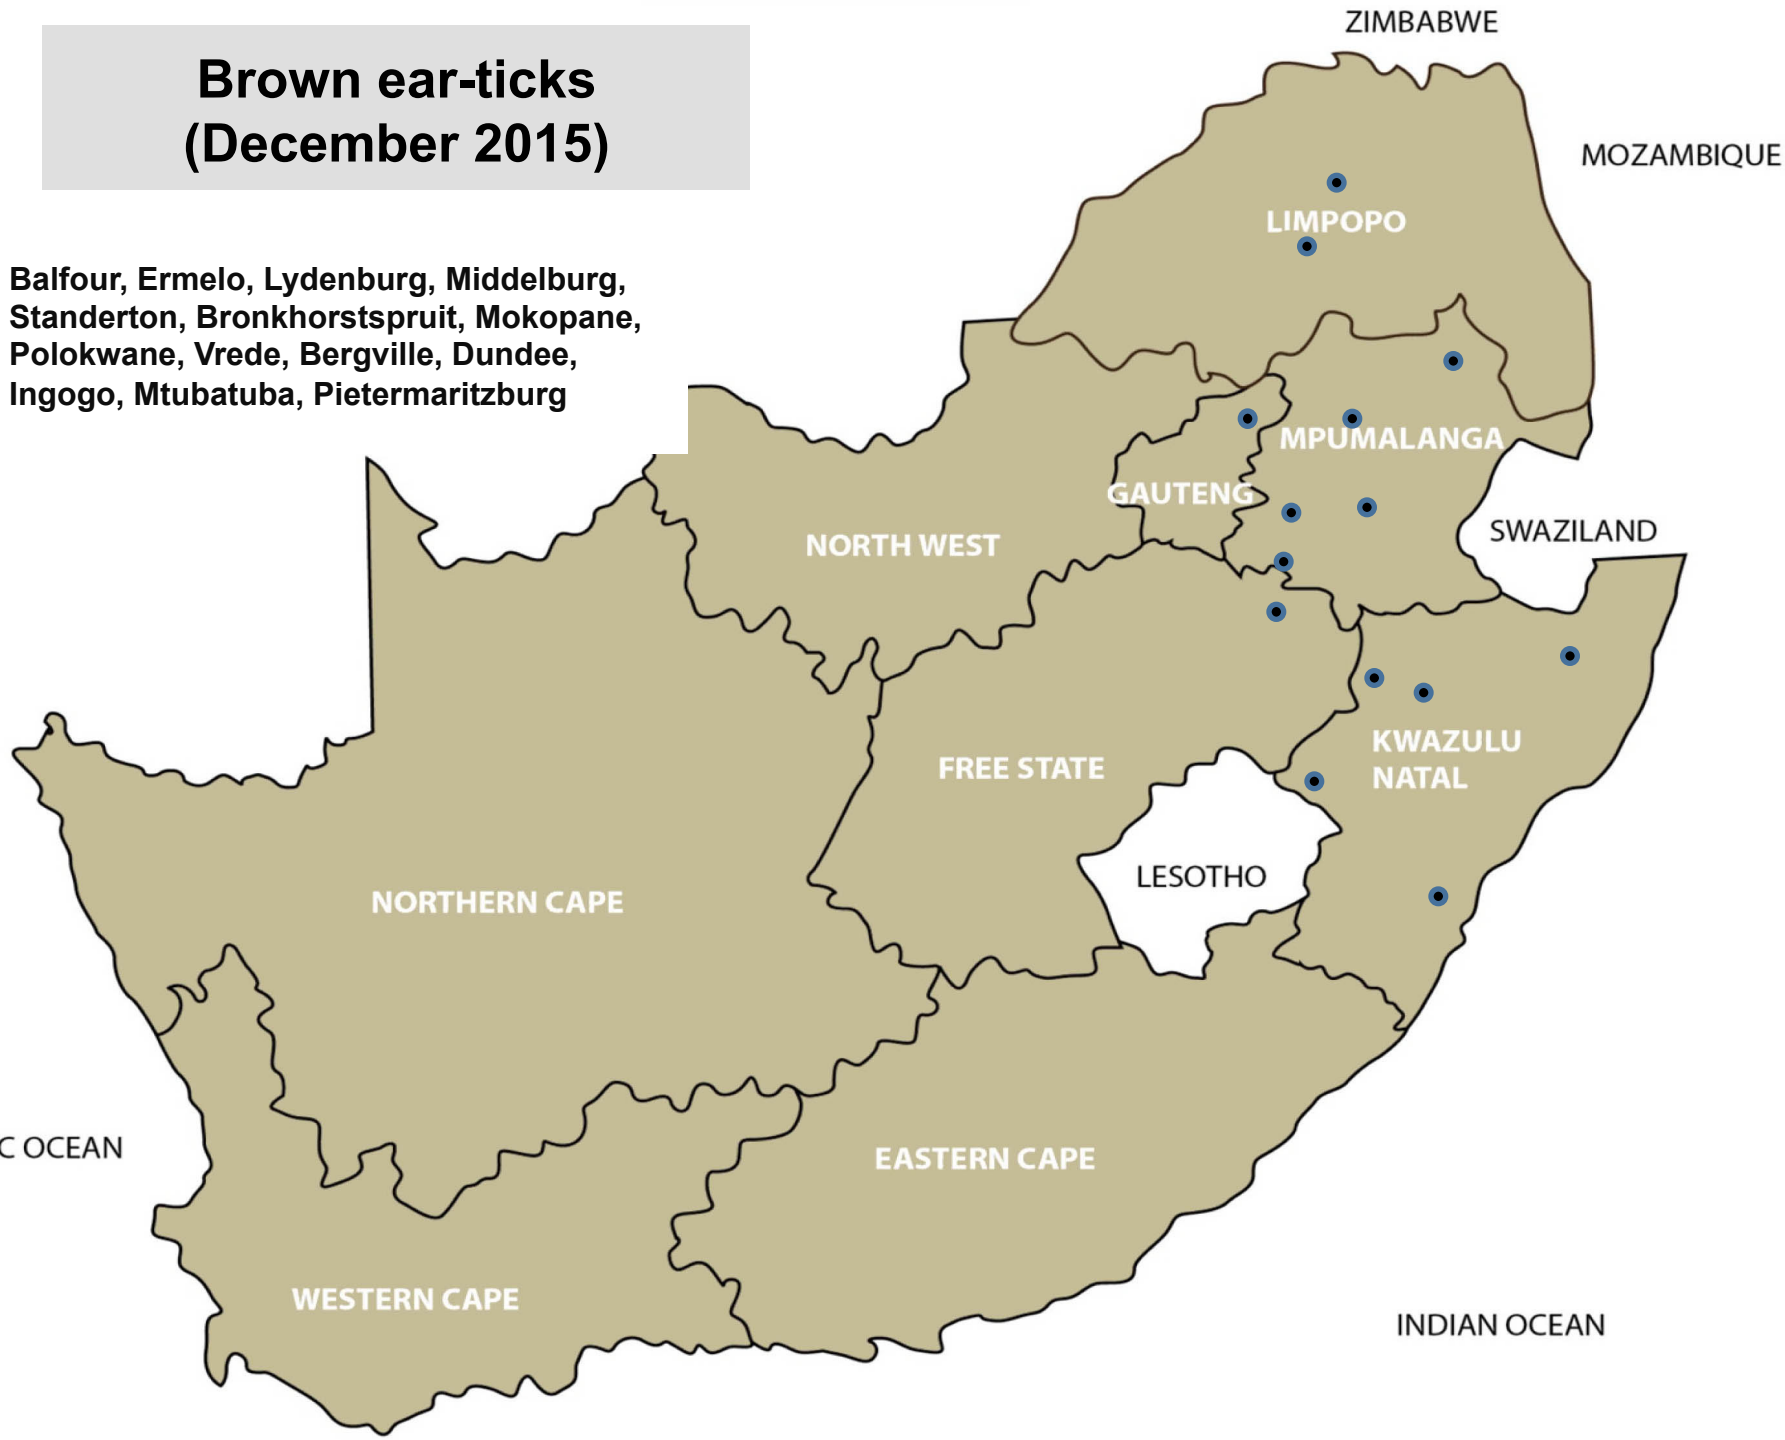 Brown ear-ticks
(December 2015)
Balfour, Ermelo, Lydenburg, Middelburg,
Standerton, Bronkhorstspruit, Mokopane,
Polokwane, Vrede, Bergville, Dundee,
Ingogo, Mtubatuba, Pietermaritzburg
ZIMBABWE
MOZAMBIQUE
LIMPOPO
MPUMALANGA
GAUTENG
SWAZILAND
NORTH WEST
KWAZULU
NATAL
FREE STATE
LESOTHO
NORTHERN CAPE
C OCEAN
EASTERN CAPE
WESTERN CAPE
INDIAN OCEAN